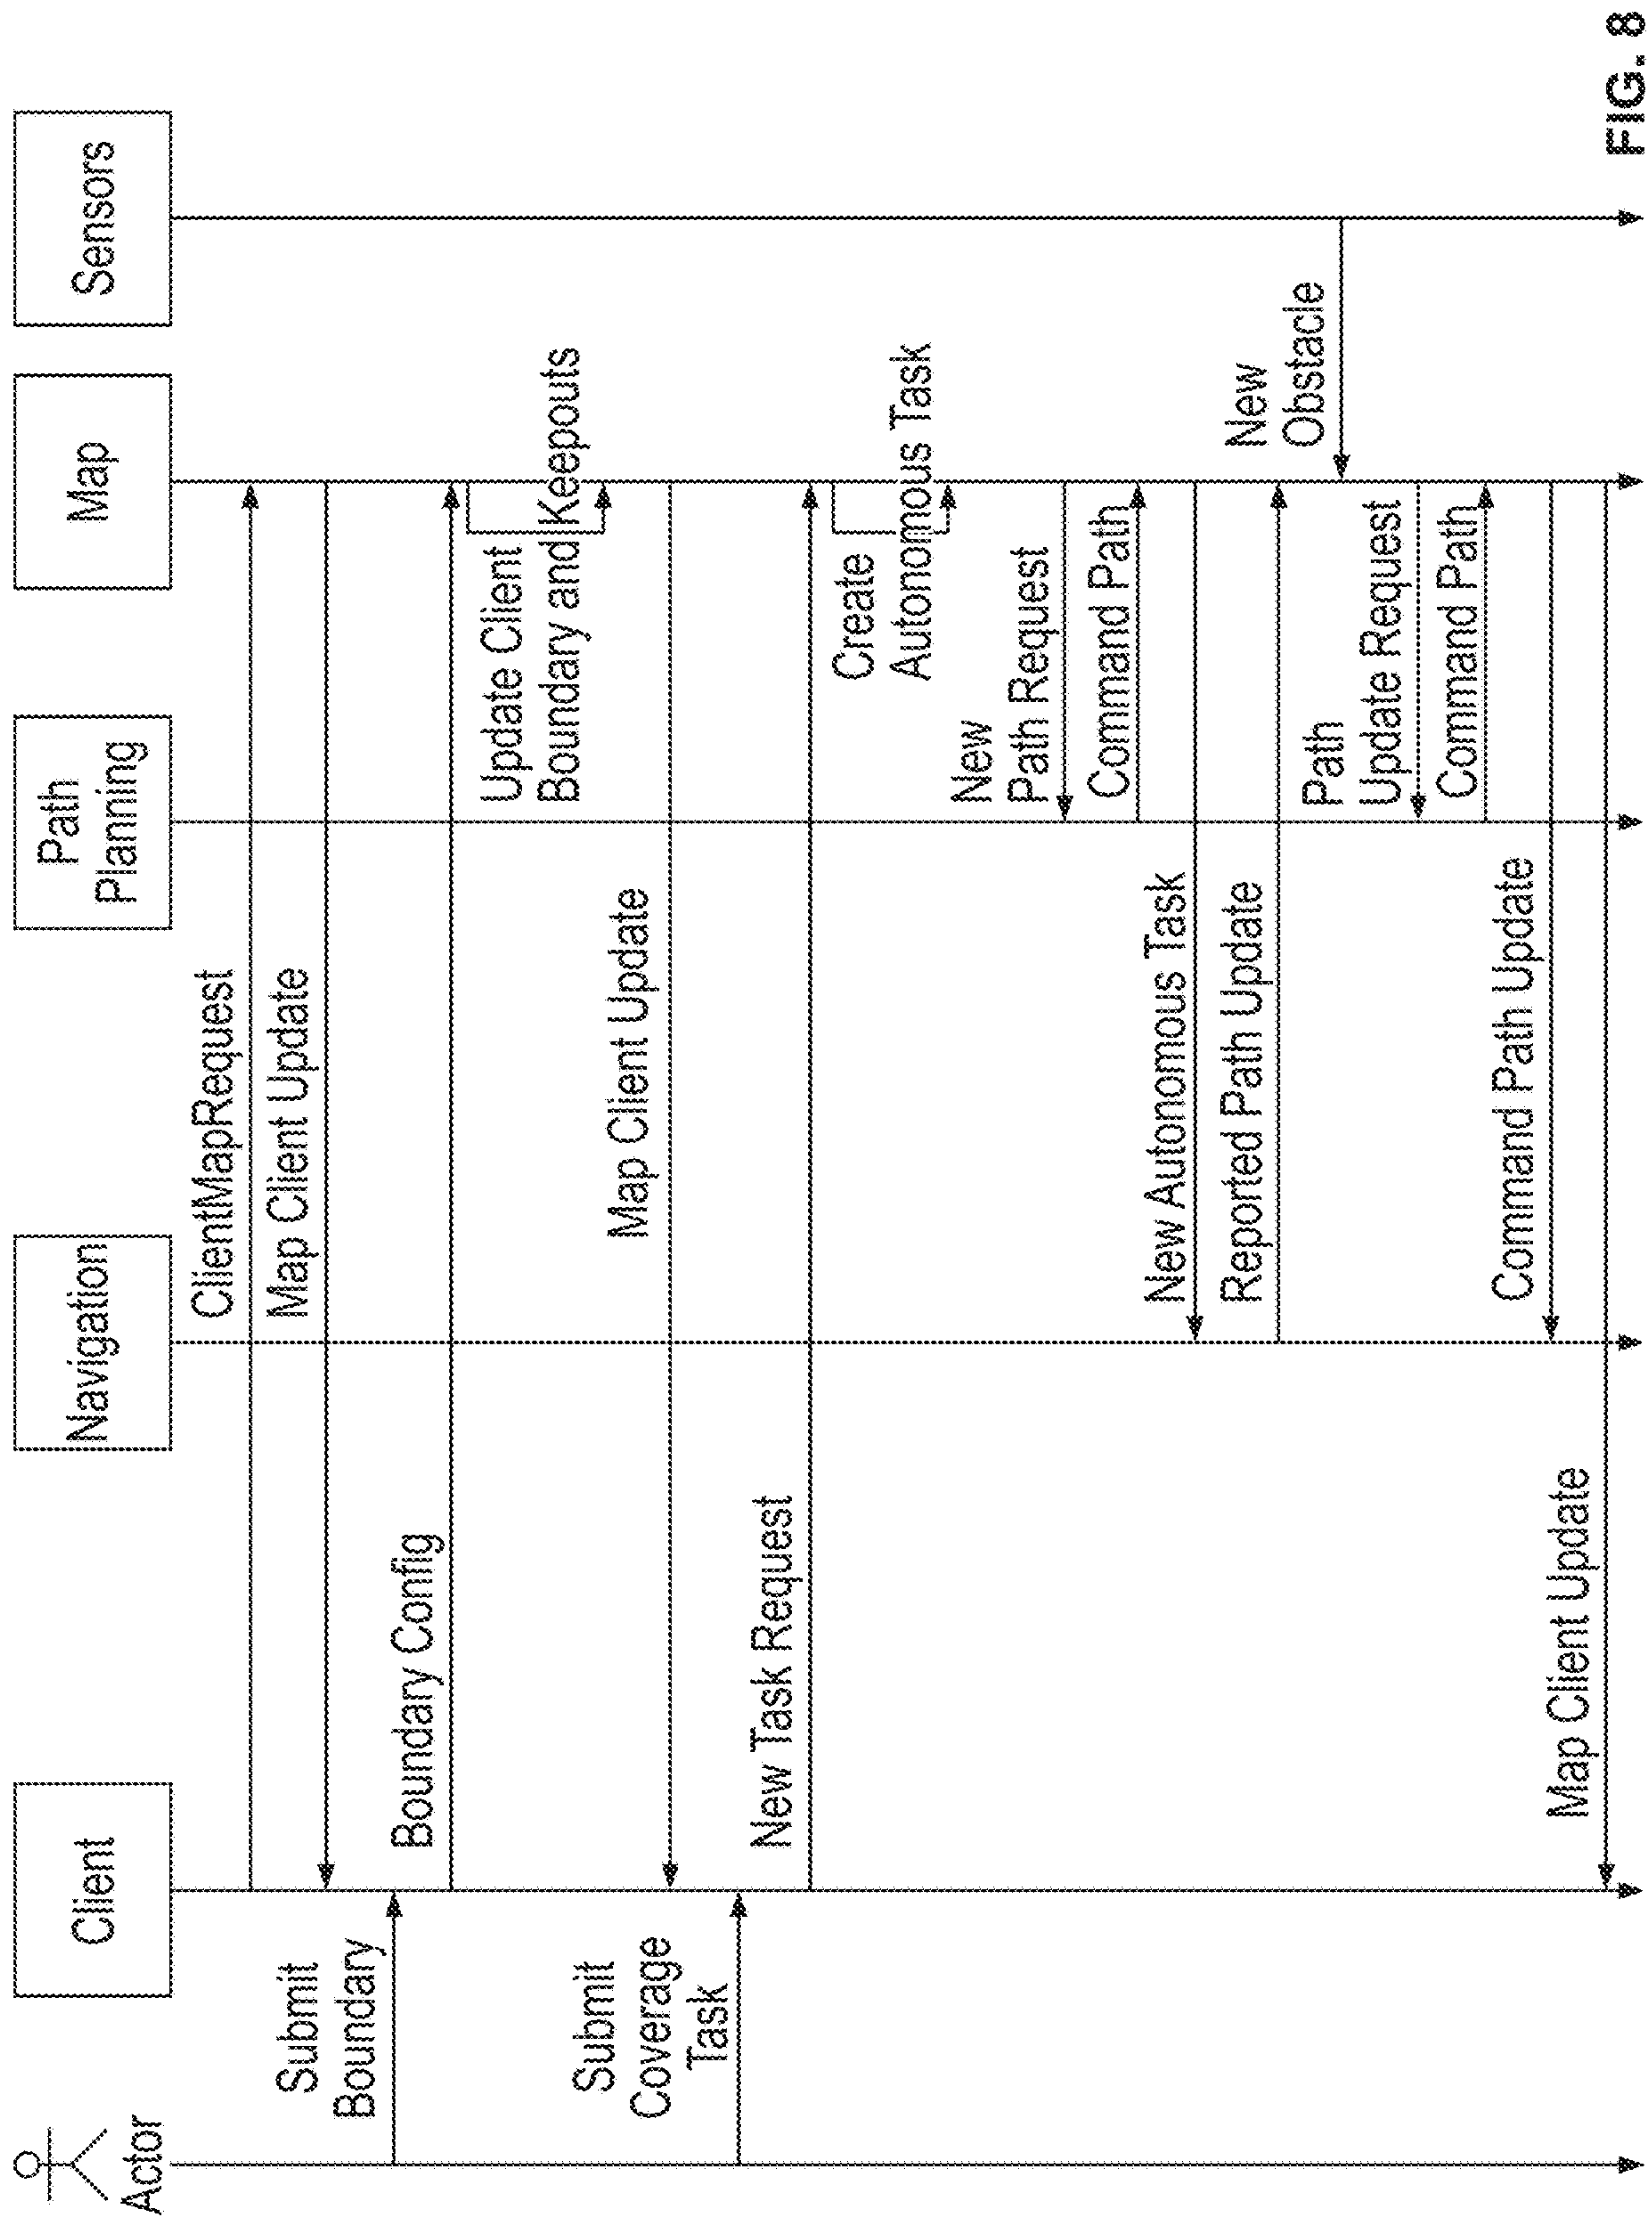 Actor
Client
Navigation
Path
Planning
Map
Sensors
ClientMapRequest
Map Client Update
Submit
Boundary
Boundary Config
Update Client
Boundary and Keepouts
Map Client Update
Submit
Coverage
Task
New Task Request
Create
Autonomous Task
New
Path Request
Command Path
New Autonomous Task
Reported Path Update
New
Obstacle
Path
Update Request
Command Path
Command Path Update
Map Client Update
FIG. 8